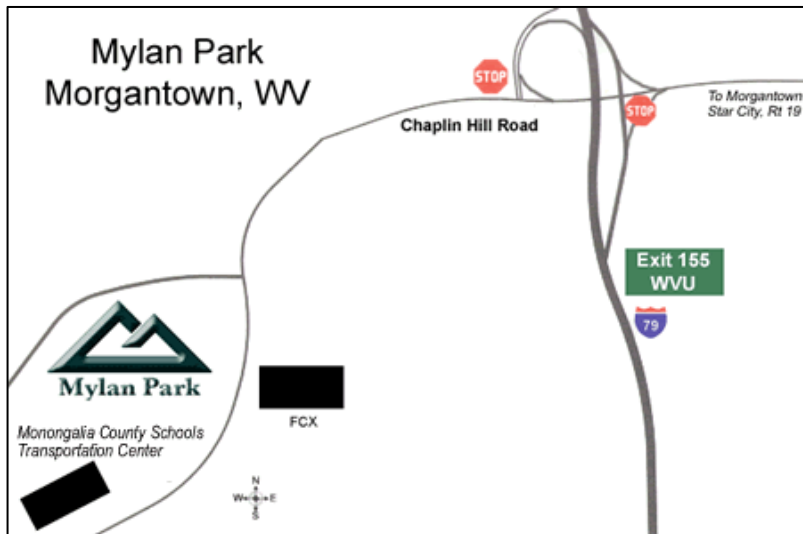 Mylan Park
Morgantown, WV
STOP
Chaplin Hill Road
STOP
To Morgantown
Star City, Rt 19
Exit 155
WVU
79
Mylan Park
FCX
Monongalia County Schools
Transportation Center
N
W
E
S